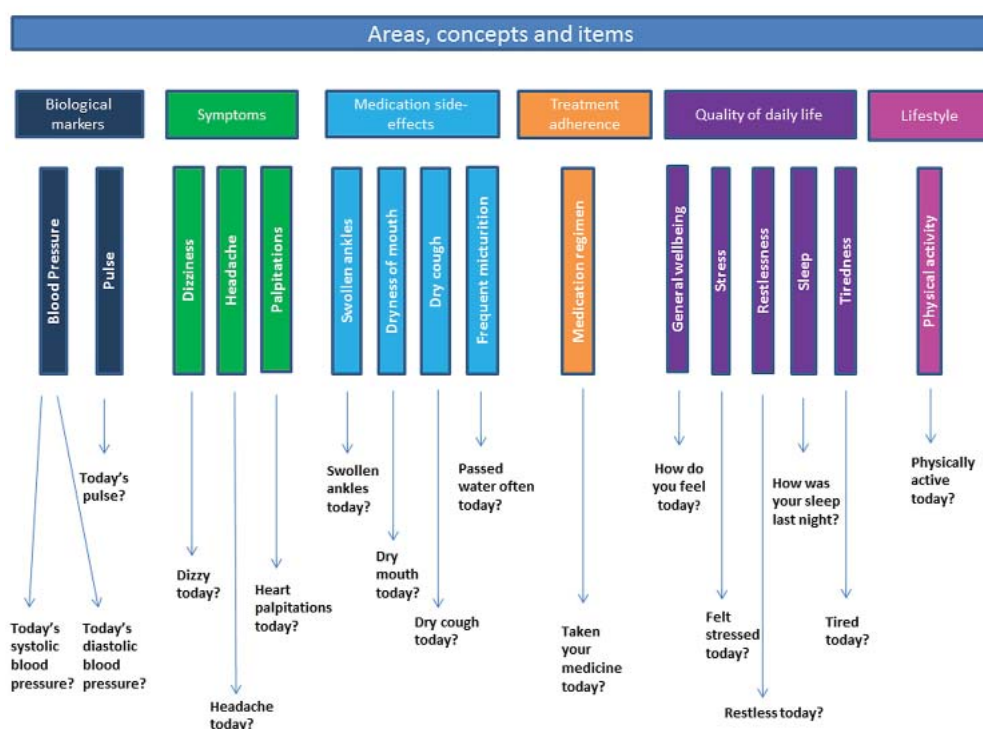 Areas, concepts and items
Biological
markers
Symptoms
Medication side-
effects
Treatment
adherence
Quality of daily life
Lifestyle
Blood Pressure
Pulse
Dizziness
Headache
Palpitations
Swollen ankles
Dryness of mouth
Dry cough
Frequent micturition
Medication regimen
General wellbeing
Stress
Restlessness
Sleep
Tiredness
Physical activity
Today's
pulse?
Swollen
ankles
today?
Passed
water often
today?
How do
you feel
today?
How was
your sleep
last night?
Physically
active
today?
Dizzy
today?
Heart
palpitations
today?
Dry
mouth
today?
Dry cough
today?
Today's
systolic
blood
pressure?
Today's
diastolic
blood
pressure?
Taken
your
medicine
today?
Felt
stressed
today?
Tired
today?
Headache
today?
Restless today?